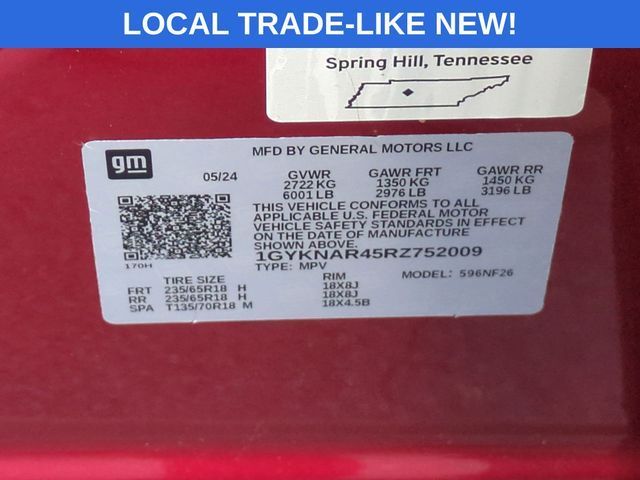 LOCAL TRADE-LIKE NEW!
Spring Hill, Tennessee
gm
MFD BY GENERAL MOTORS LLC
05/24 GVWR GAWR FRT GAWR RR
2722 KG 1350 KG 1450 KG
6001 LB 2976 LB 3196 LB
THIS VEHICLE CONFORMS TO ALL
APPLICABLE U.S. FEDERAL MOTOR
VEHICLE SAFETY STANDARDS IN EFFECT
ON THE DATE OF MANUFACTURE
SHOWN ABOVE.
1GYKNAR45RZ752009
170H TYPE: MPV MODEL: 596NF26
TIRE SIZE RIM
FRT 235/65R18 H 18X8J
RR 235/65R18 H 18X8J
SPA T135/70R18 M 18X4.5B